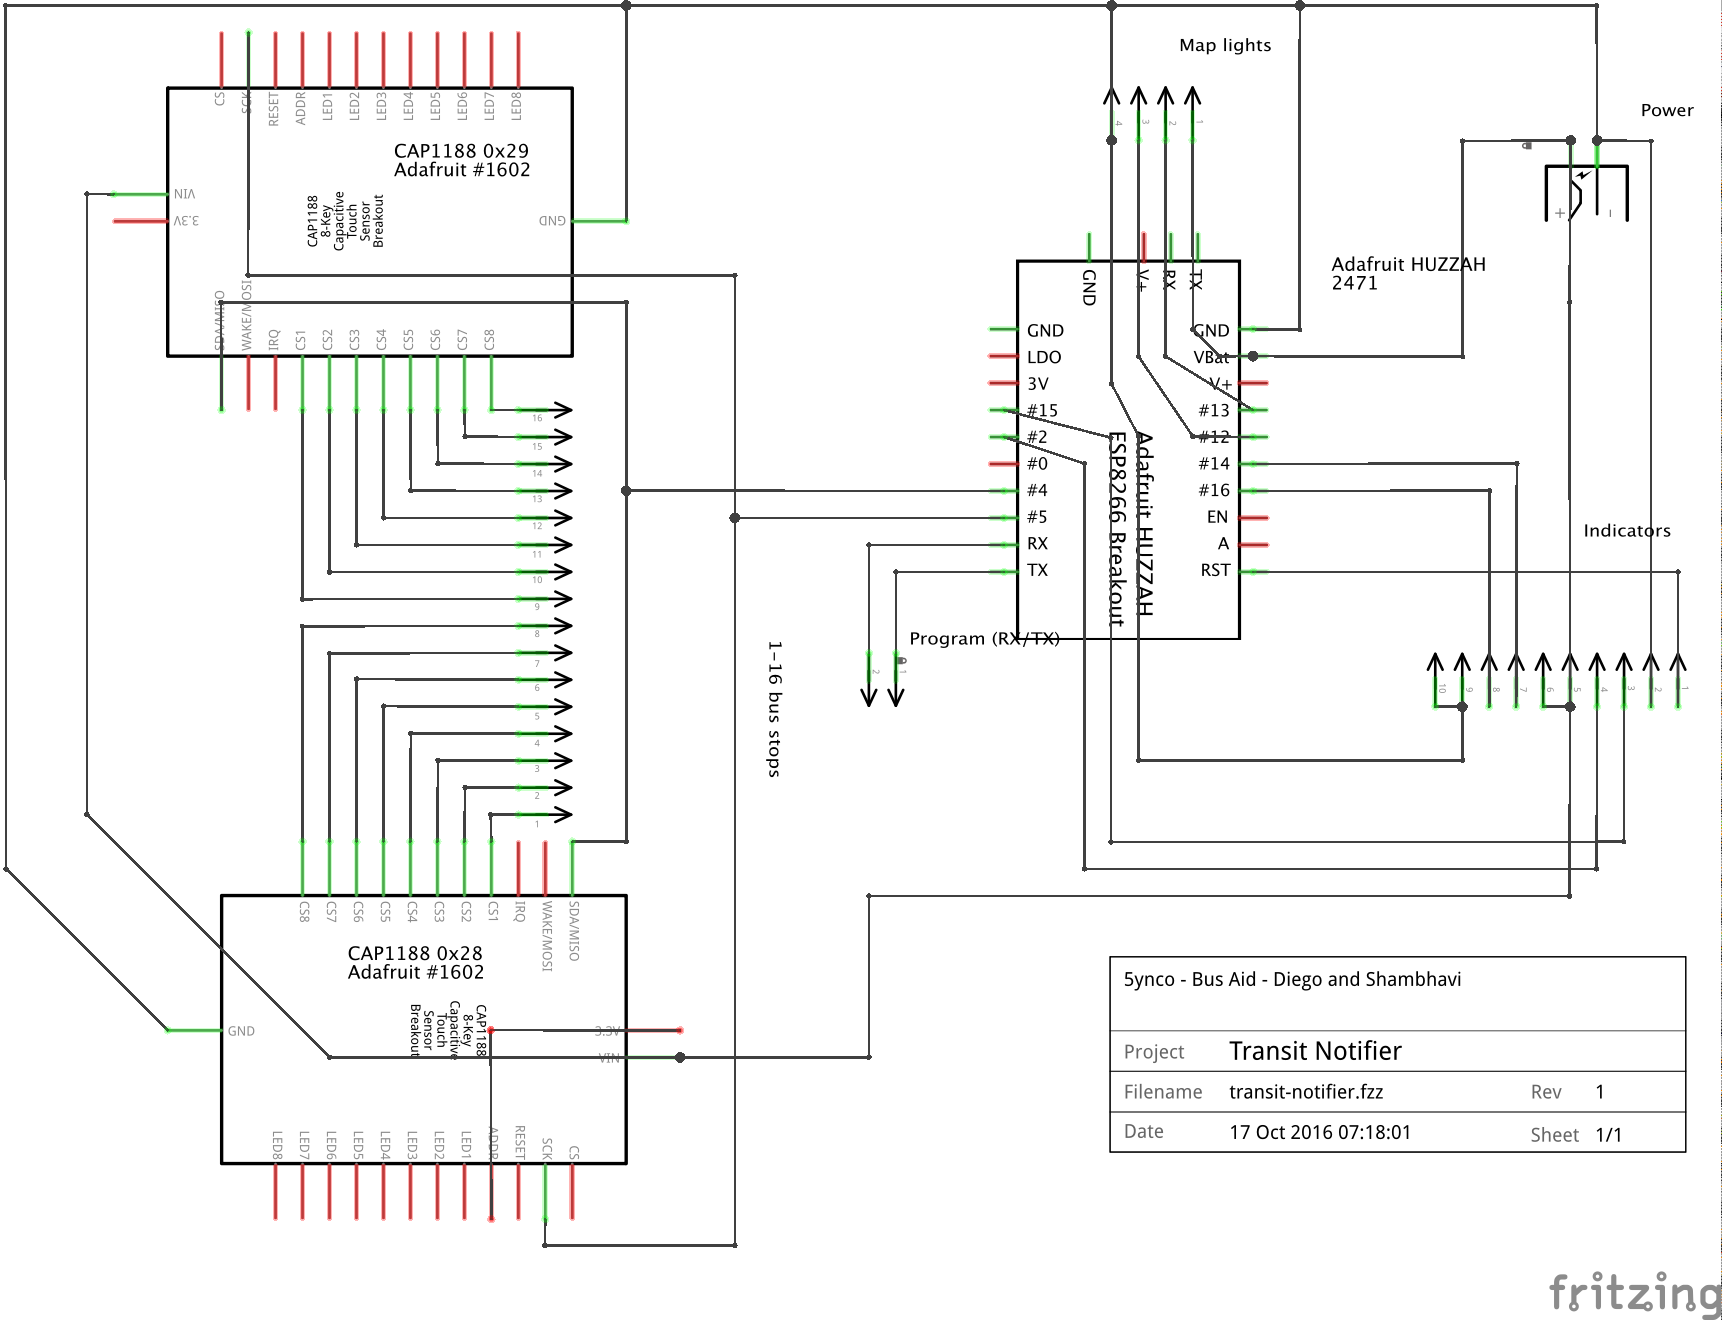 Map lights
Power
CS
SCK
RESET
ADDR
LED1
LED2
LED3
LED4
LED5
LED6
LED7
LED8
CAP1188 0x29
Adafruit #1602
VIN
3.3V
CAP1188
8-Key
Capacitive
Touch
Sensor
Breakout
GND
SDA/MISO
WAKE/MOSI
IRQ
CS1
CS2
CS3
CS4
CS5
CS6
CS7
CS8
16
15
14
13
12
11
10
9
8
7
6
5
4
3
2
1
1-16 bus stops
4
3
2
1
+
-
Adafruit HUZZAH
2471
GND
V+
RX
TX
GND
LDO
3V
#15
#2
#0
#4
#5
RX
TX
GND
VBat
V+
#13
#12
#14
#16
EN
A
RST
Adafruit HUZZAH
ESP8266 Breakout
Program (RX/TX)
2
1
Indicators
10
9
8
7
6
5
4
3
2
1
CS8
CS7
CS6
CS5
CS4
CS3
CS2
CS1
IRQ
WAKE/MOSI
SDA/MISO
CAP1188 0x28
Adafruit #1602
CAP1188
8-Key
Capacitive
Touch
Sensor
Breakout
GND
3.3V
VIN
LED8
LED7
LED6
LED5
LED4
LED3
LED2
LED1
ADDR
RESET
SCK
CS
5ynco - Bus Aid - Diego and Shambhavi
Project Transit Notifier
Filename transit-notifier.fzz Rev 1
Date 17 Oct 2016 07:18:01 Sheet 1/1
fritzing